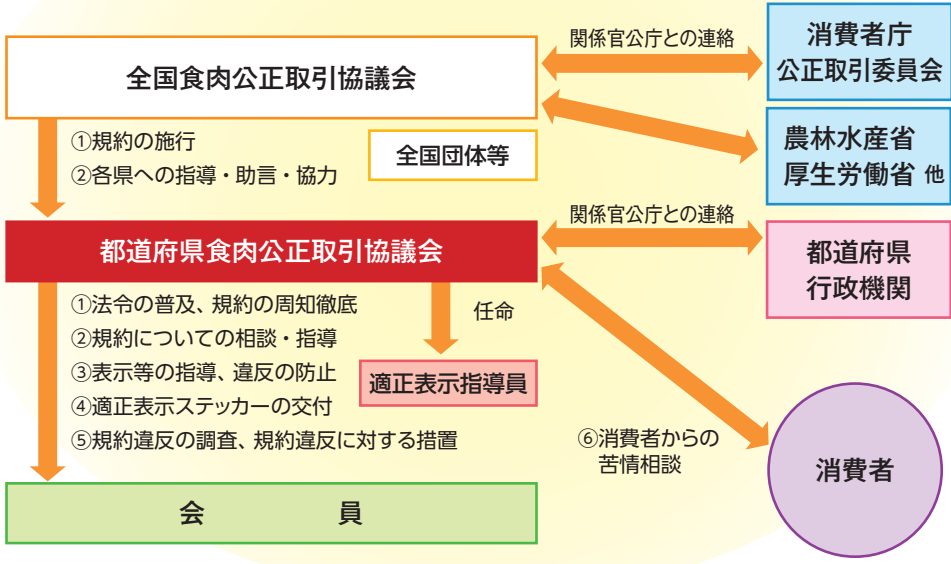 全国食肉公正取引協議会
関係官公庁との連絡
消費者庁
公正取引委員会
①規約の施行
②各県への指導・助言・協力
全国団体等
農林水産省
厚生労働省 他
都道府県食肉公正取引協議会
関係官公庁との連絡
都道府県
行政機関
①法令の普及、規約の周知徹底
②規約についての相談・指導
③表示等の指導、違反の防止
④適正表示ステッカーの交付
⑤規約違反の調査、規約違反に対する措置
任命
適正表示指導員
⑥消費者からの
苦情相談
消費者
会 員